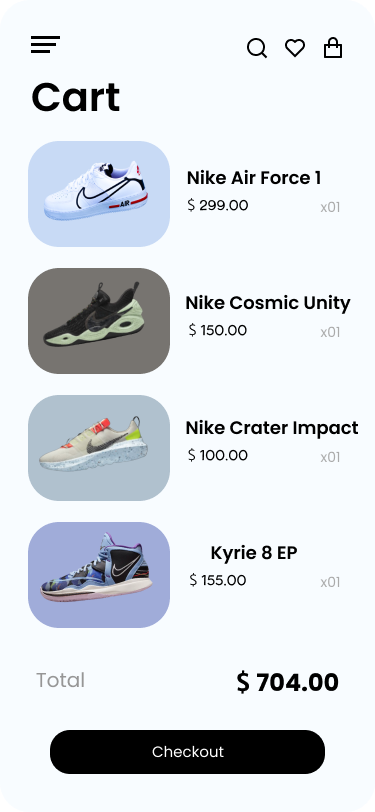 Cart
Nike Air Force 1
$ 299.00
x01
AIR
Nike Cosmic Unity
$ 150.00
x01
Nike Crater Impact
$ 100.00
x01
Kyrie 8 EP
$ 155.00
x01
Total
$ 704.00
Checkout